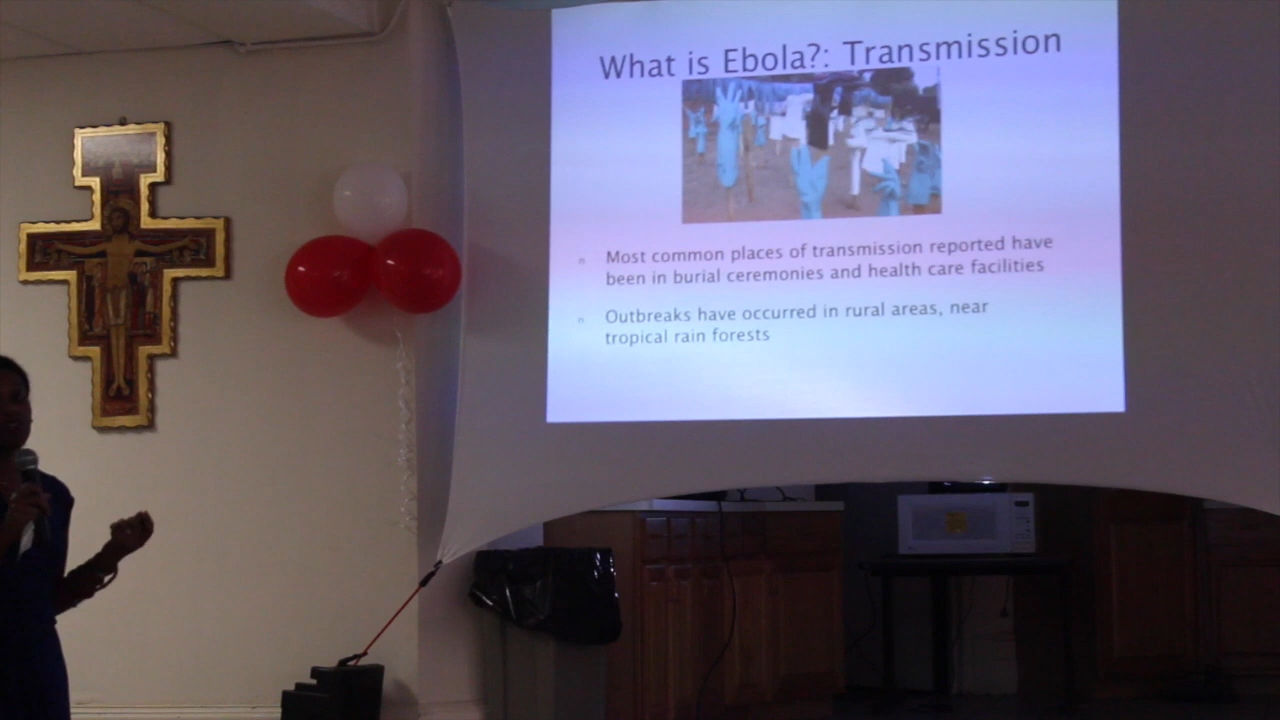 What is Ebola?: Transmission
n Most common places of transmission reported have
been in burial ceremonies and health care facilities
n Outbreaks have occurred in rural areas, near
tropical rain forests